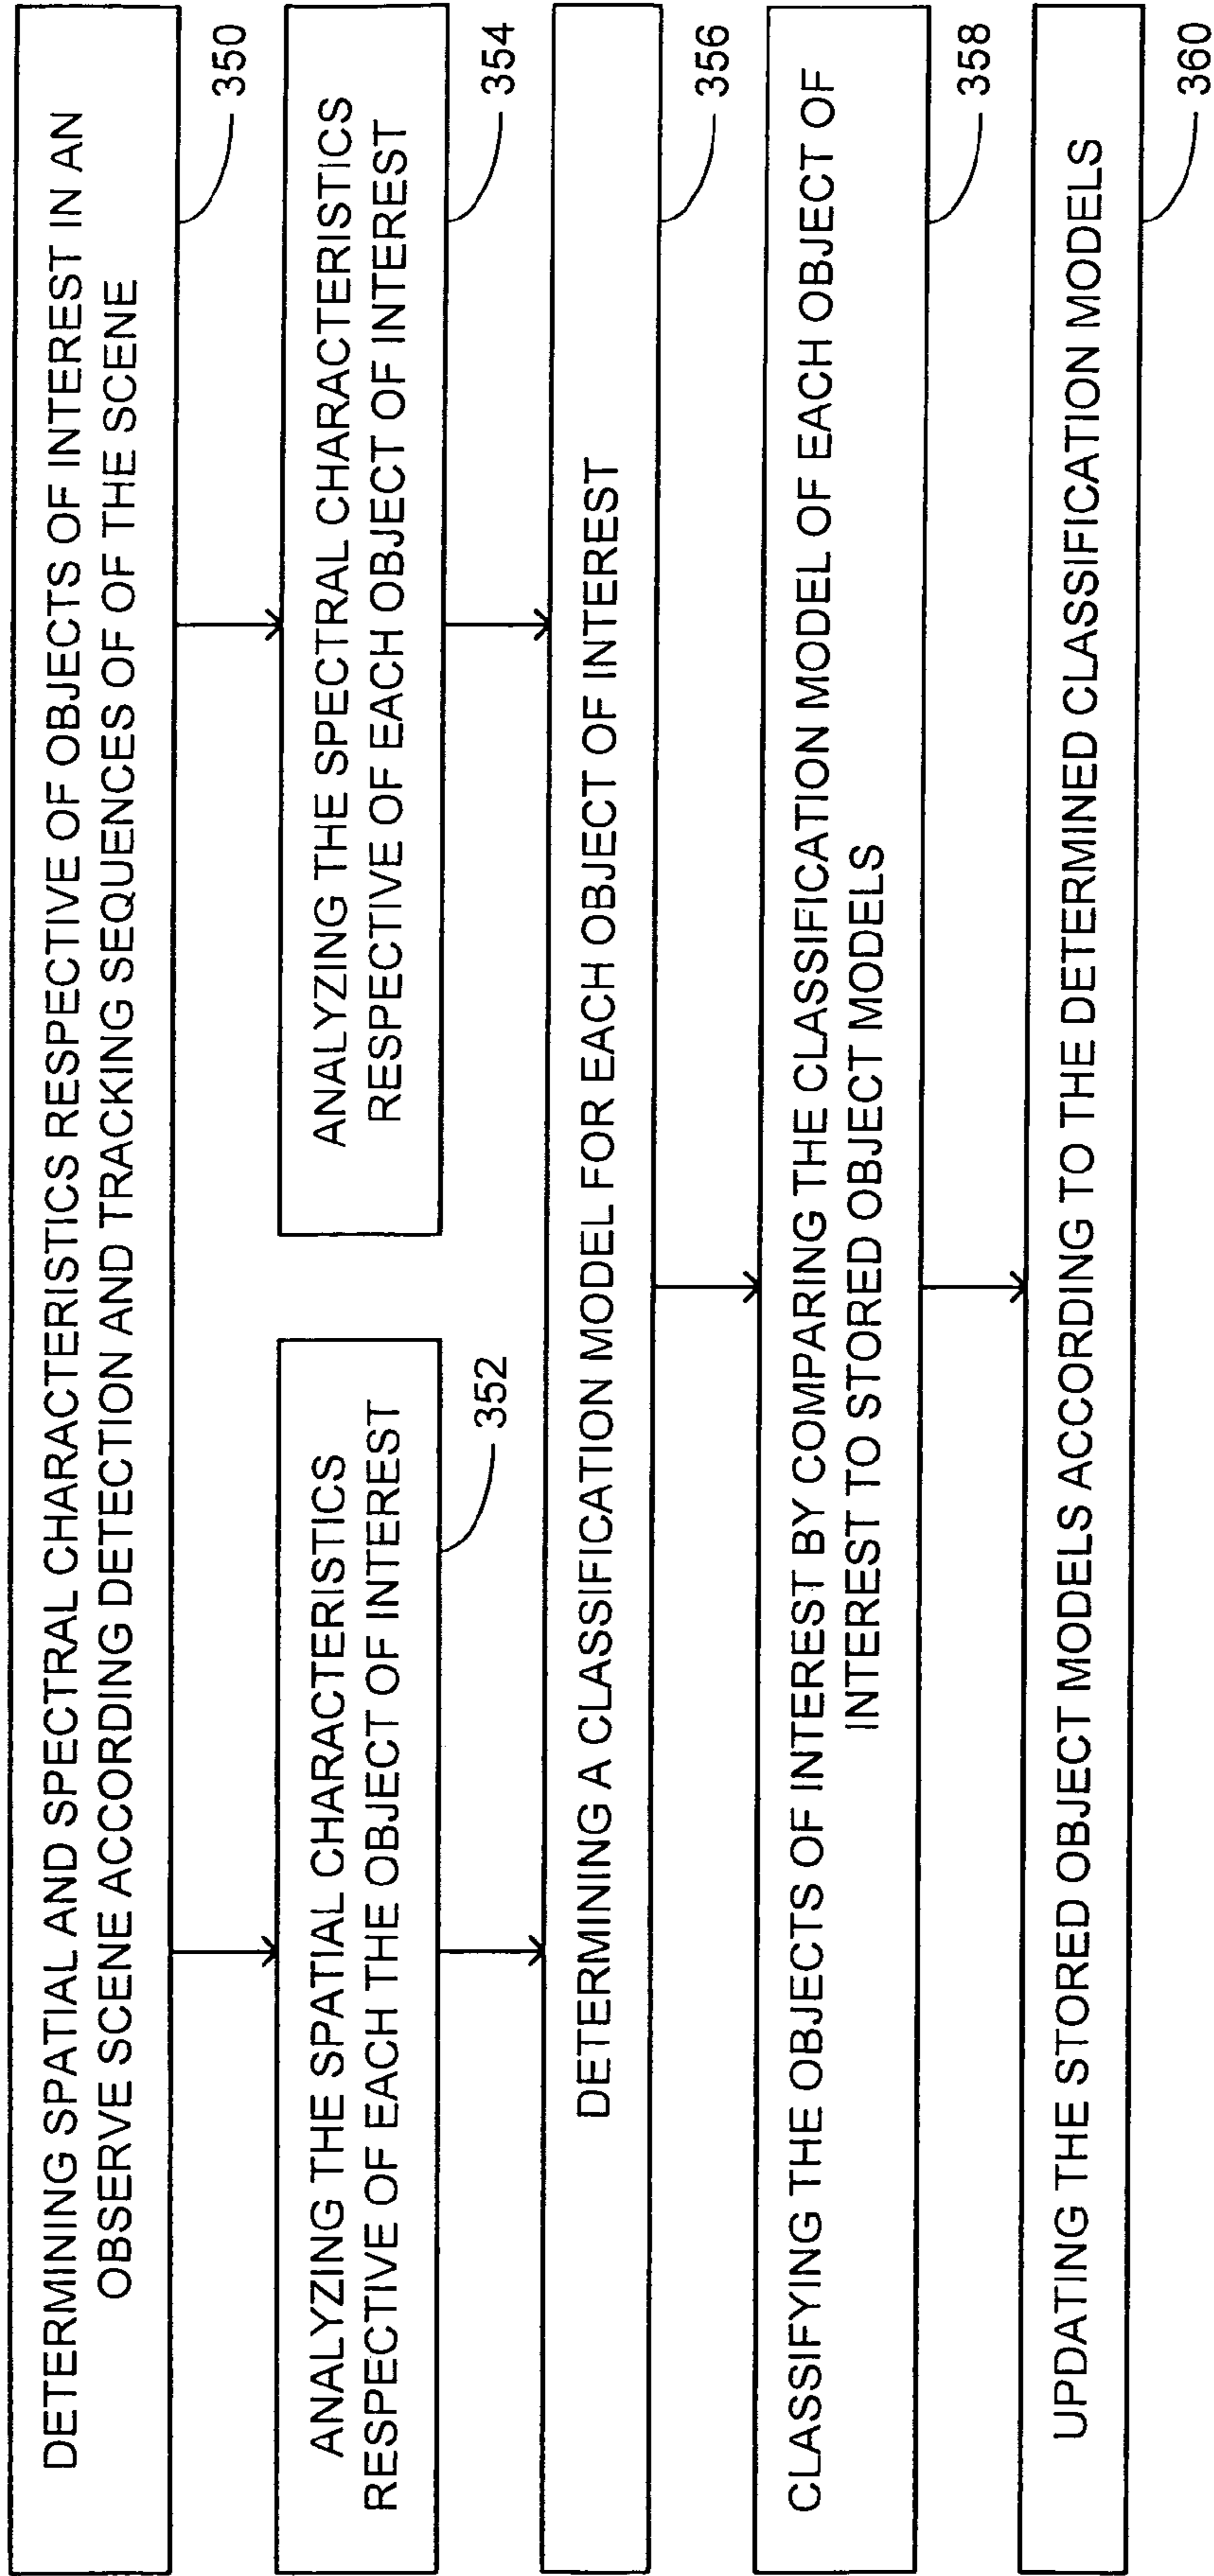 DETERMINING SPATIAL AND SPECTRAL CHARACTERISTICS RESPECTIVE OF OBJECTS OF INTEREST IN AN
OBSERVE SCENE ACCORDING DETECTION AND TRACKING SEQUENCES OF OF THE SCENE
350
ANALYZING THE SPATIAL CHARACTERISTICS
RESPECTIVE OF EACH THE OBJECT OF INTEREST
352
ANALYZING THE SPECTRAL CHARACTERISTICS
RESPECTIVE OF EACH OBJECT OF INTEREST
354
DETERMINING A CLASSIFICATION MODEL FOR EACH OBJECT OF INTEREST
356
CLASSIFYING THE OBJECTS OF INTEREST BY COMPARING THE CLASSIFICATION MODEL OF EACH OBJECT OF
INTEREST TO STORED OBJECT MODELS
358
UPDATING THE STORED OBJECT MODELS ACCORDING TO THE DETERMINED CLASSIFICATION MODELS
360